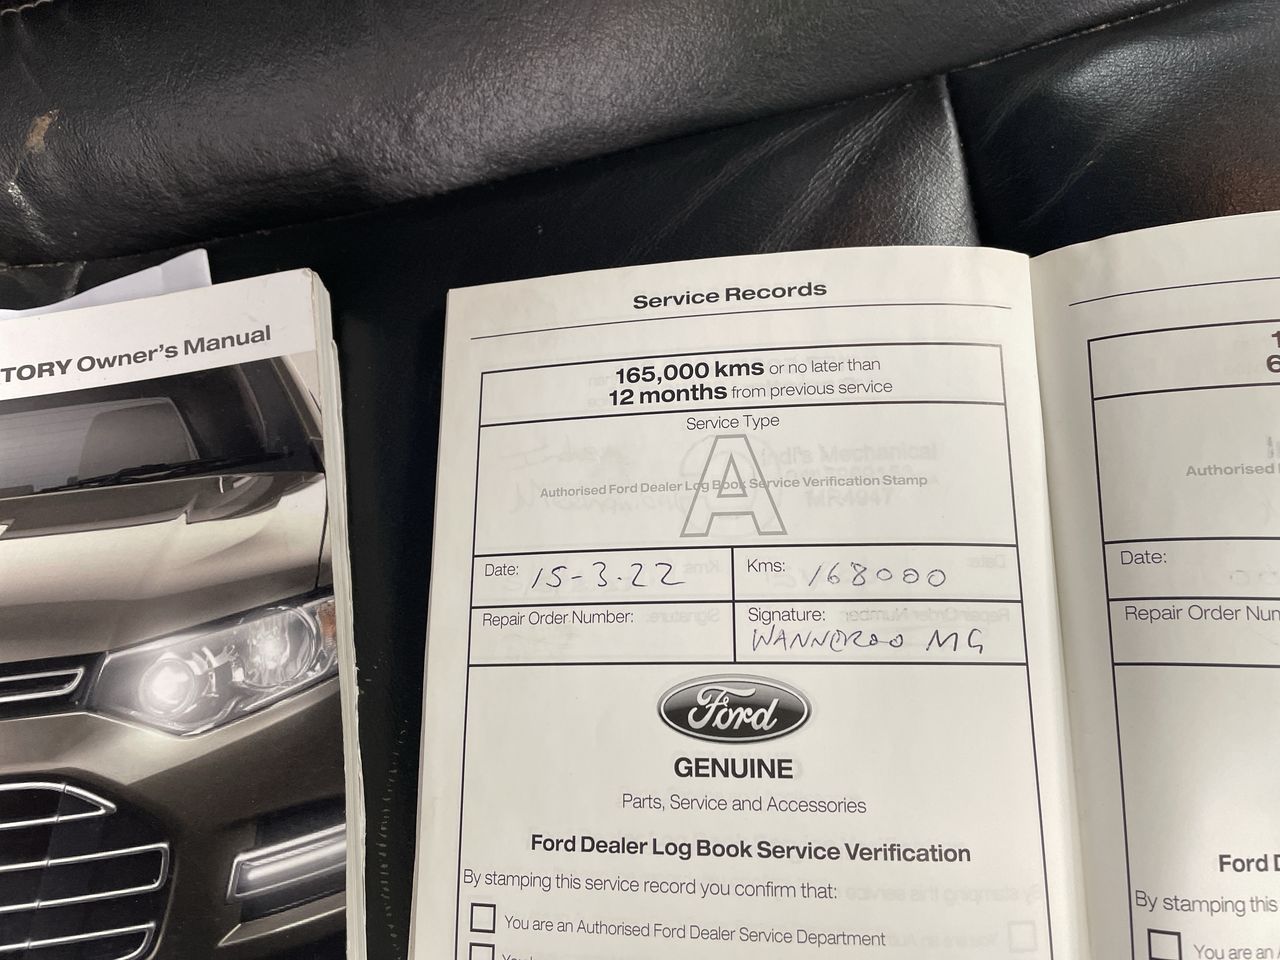 TORY Owner's Manual
Service Records
165,000 kms or no later than
12 months from previous service
Service Type
A
Authorised Ford Dealer Log Book Service Verification Stamp
Date: 15-3-22
Kms: 168000
Repair Order Number:
Signature:
WANNEROO MG
Ford
GENUINE
Parts, Service and Accessories
Ford Dealer Log Book Service Verification
By stamping this service record you confirm that:
You are an Authorised Ford Dealer Service Department
1
6
Authorised
Date:
Repair Order Num
Ford D
By stamping this
You are an